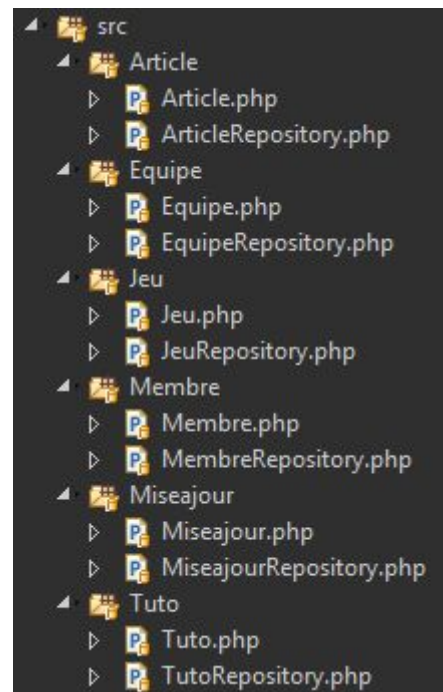 src
Article
Article.php
ArticleRepository.php
Equipe
Equipe.php
EquipeRepository.php
Jeu
Jeu.php
JeuRepository.php
Membre
Membre.php
MembreRepository.php
Miseajour
Miseajour.php
MiseajourRepository.php
Tuto
Tuto.php
TutoRepository.php